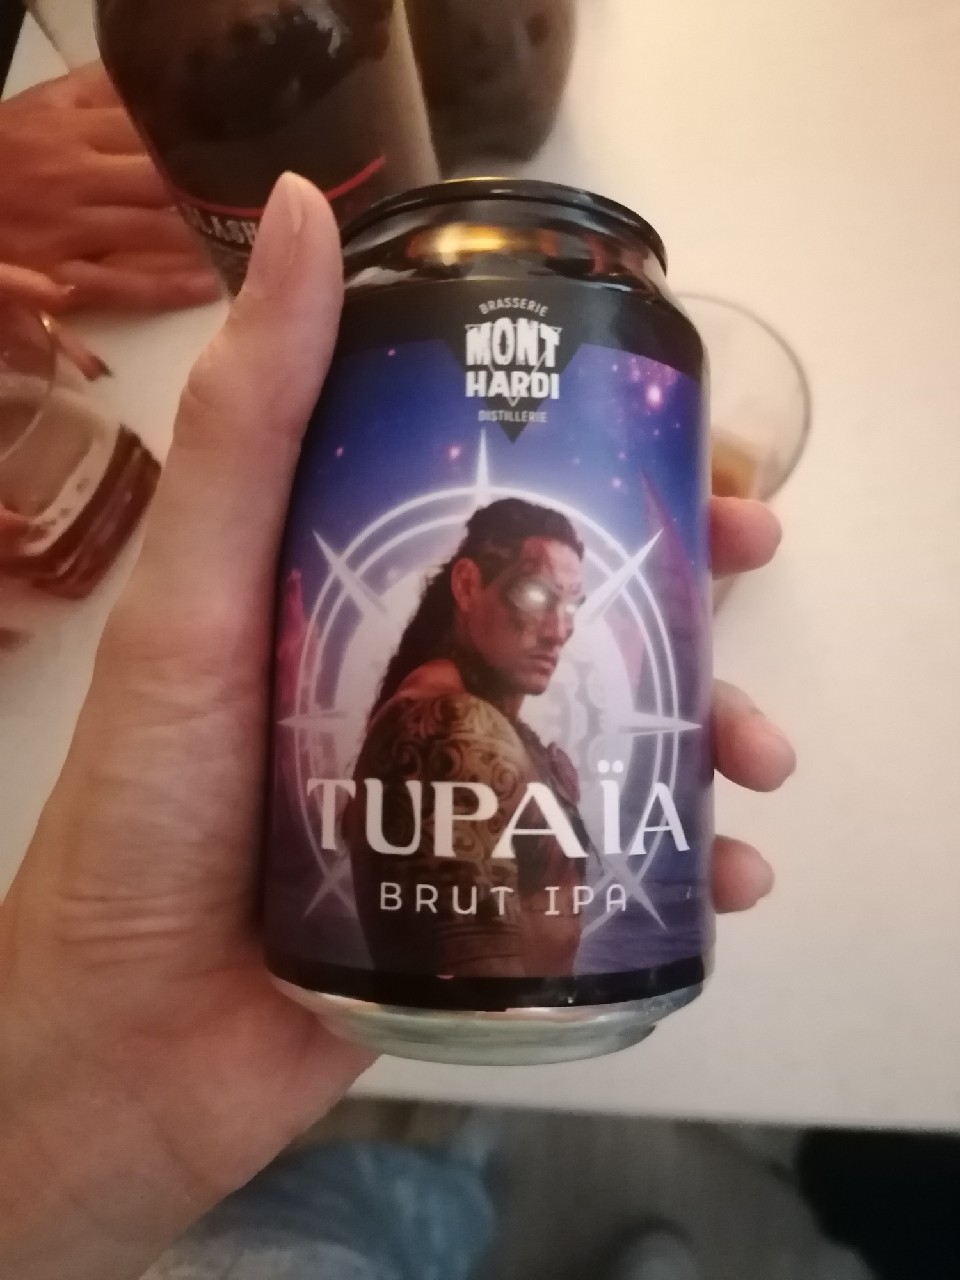 BRASSERIE
MONT
HARDI
DISTILLERIE
TUPAÏA
BRUT IPA